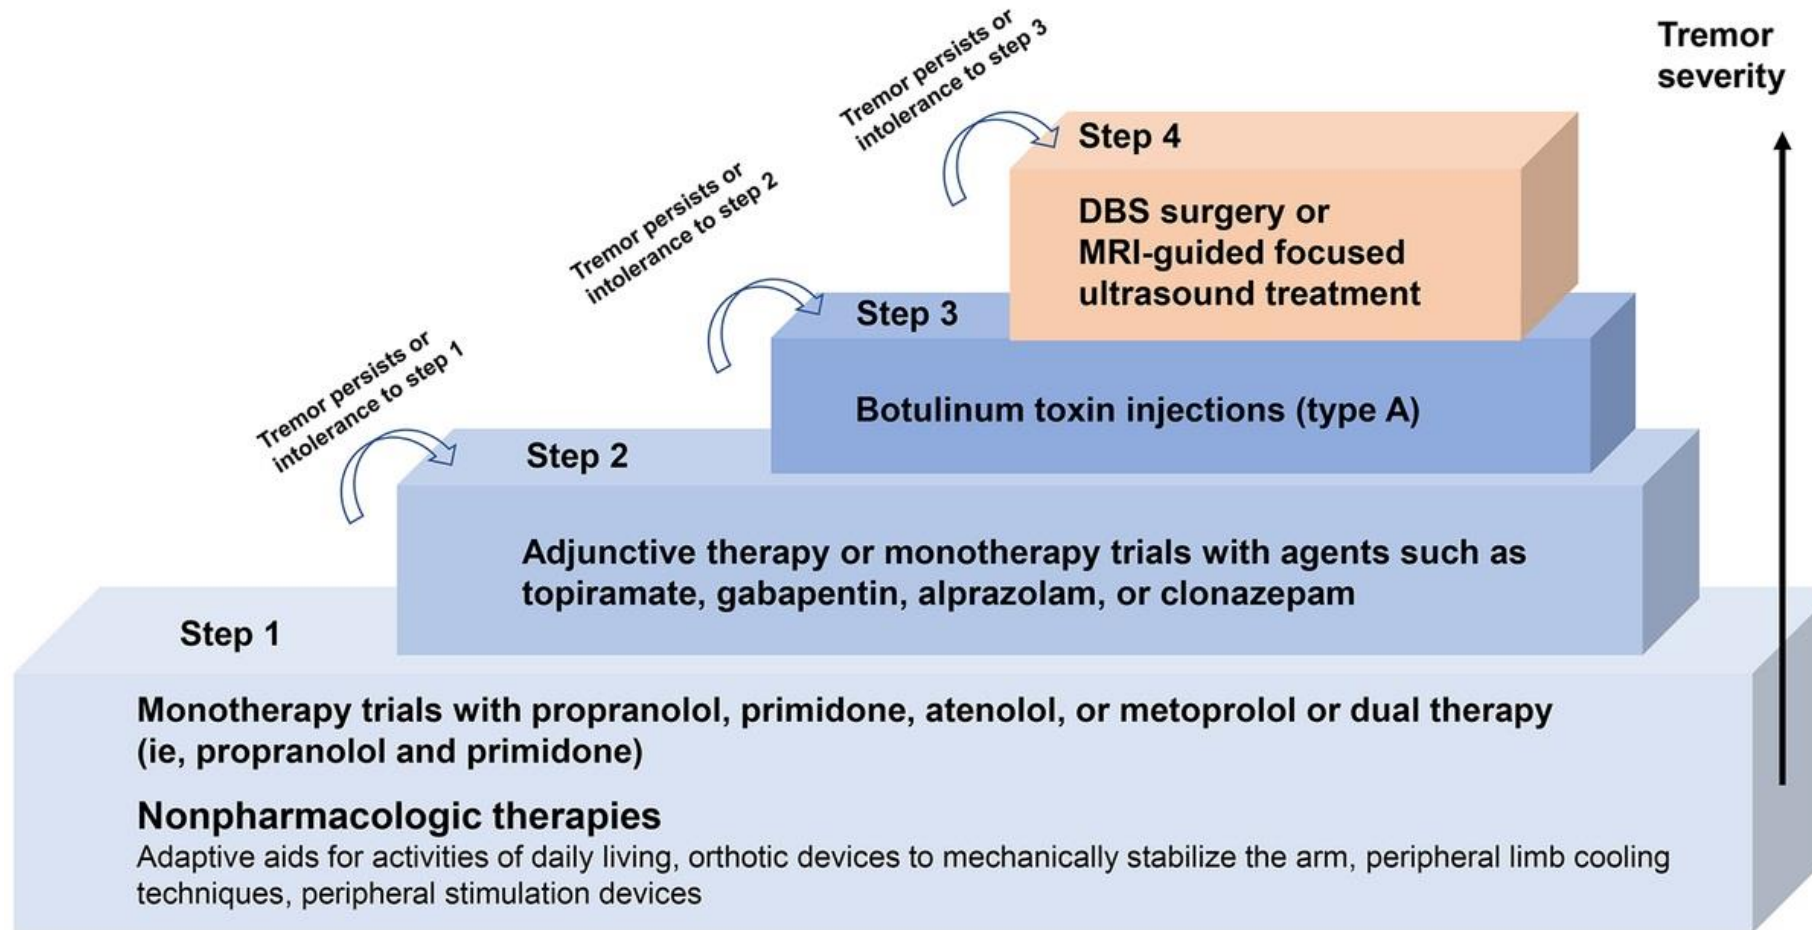 Tremor
severity
Tremor persists or
intolerance to step 3
Step 4
DBS surgery or
MRI-guided focused
ultrasound treatment
Tremor persists or
intolerance to step 2
Step 3
Botulinum toxin injections (type A)
Tremor persists or
intolerance to step 1
Step 2
Adjunctive therapy or monotherapy trials with agents such as
topiramate, gabapentin, alprazolam, or clonazepam
Step 1
Monotherapy trials with propranolol, primidone, atenolol, or metoprolol or dual therapy
(ie, propranolol and primidone)
Nonpharmacologic therapies
Adaptive aids for activities of daily living, orthotic devices to mechanically stabilize the arm, peripheral limb cooling
techniques, peripheral stimulation devices